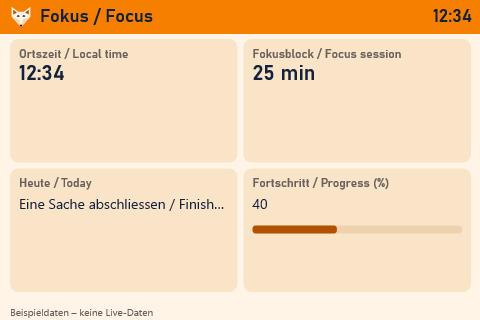 Fokus / Focus
12:34
Ortszeit / Local time
12:34
Fokusblock / Focus session
25 min
Heute / Today
Eine Sache abschliessen / Finish...
Fortschritt / Progress (%)
40
Beispieldaten – keine Live-Daten